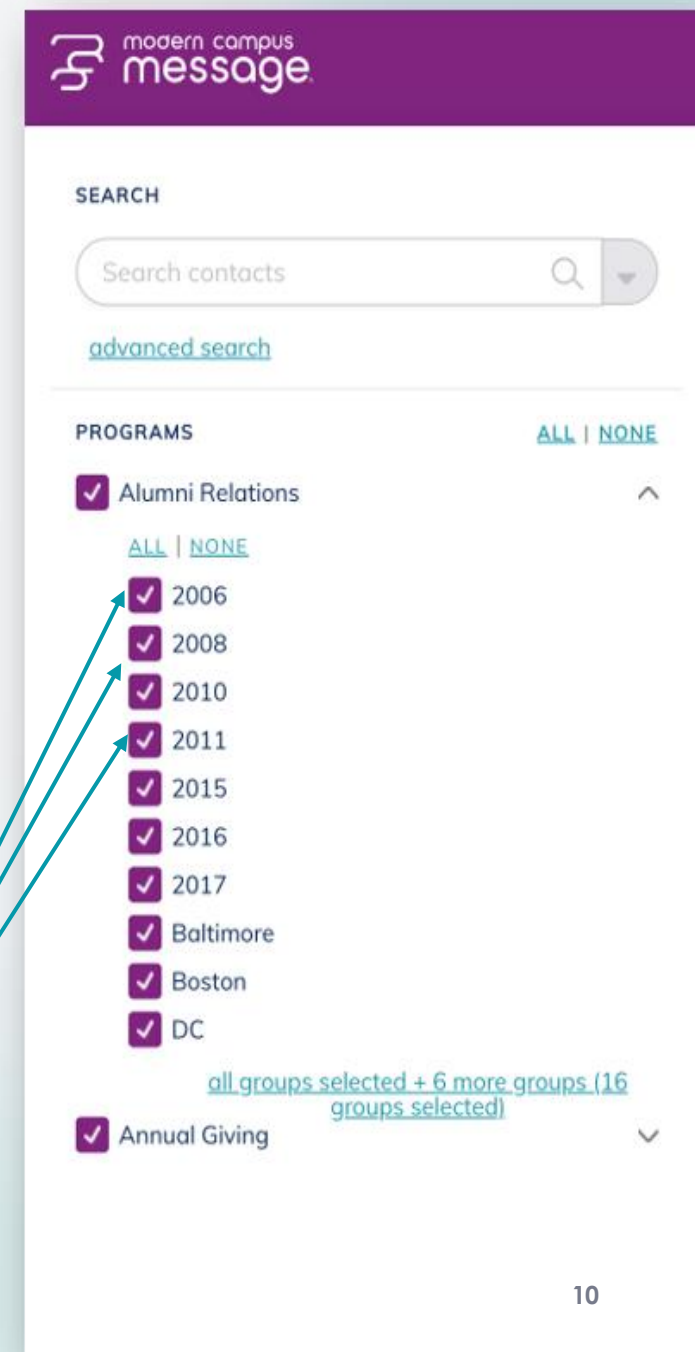 modern campus
message
SEARCH
Search contacts
advanced search
PROGRAMS
ALL | NONE
Alumni Relations
ALL | NONE
2006
2008
2010
2011
2015
2016
2017
Baltimore
Boston
DC
all groups selected + 6 more groups (16
groups selected)
Annual Giving
10